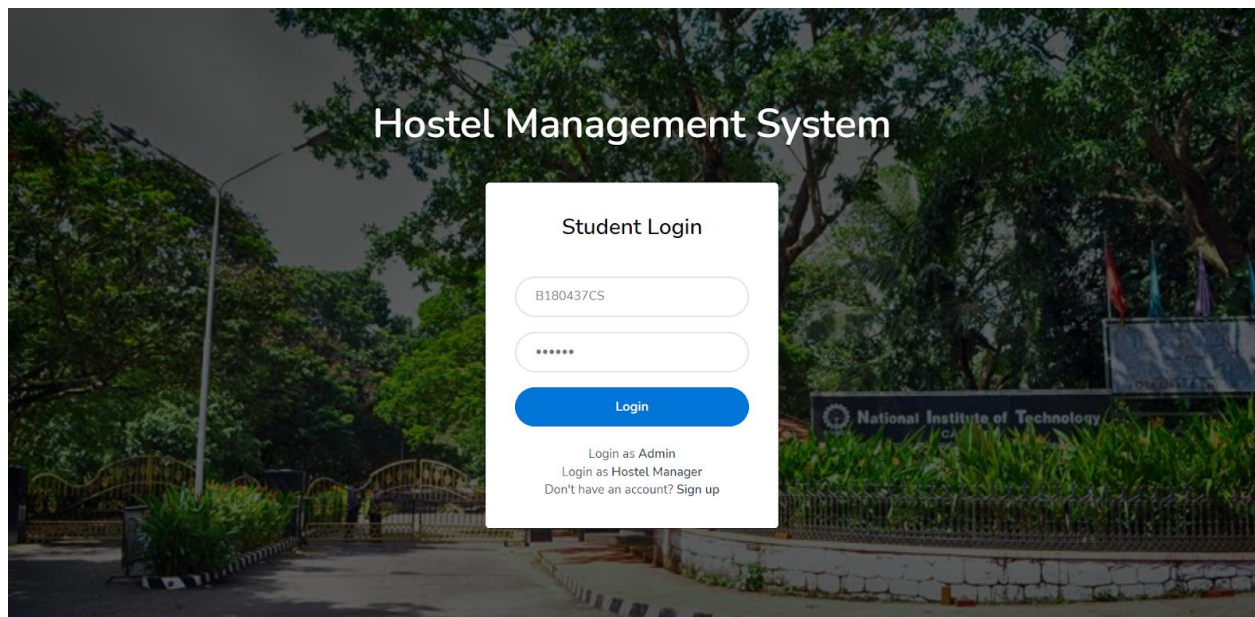 Hostel Management System
Student Login
B180437CS
••••••
Login
Login as Admin
Login as Hostel Manager
Don't have an account? Sign up
National Institute of Technology